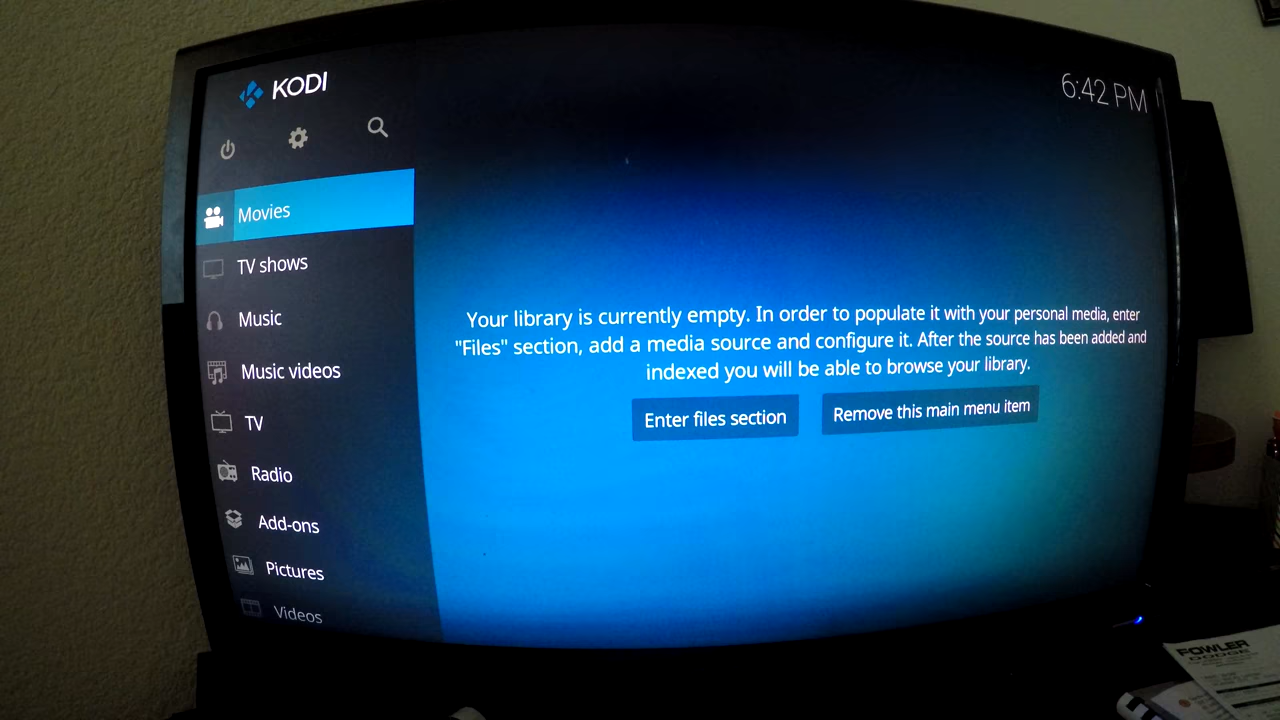 KODI
6:42 PM
Movies
TV shows
Music
Music videos
TV
Radio
Add-ons
Pictures
Videos
Your library is currently empty. In order to populate it with your personal media, enter
"Files" section, add a media source and configure it. After the source has been added and
indexed you will be able to browse your library.
Enter files section
Remove this main menu item
FOWLER
DODGE